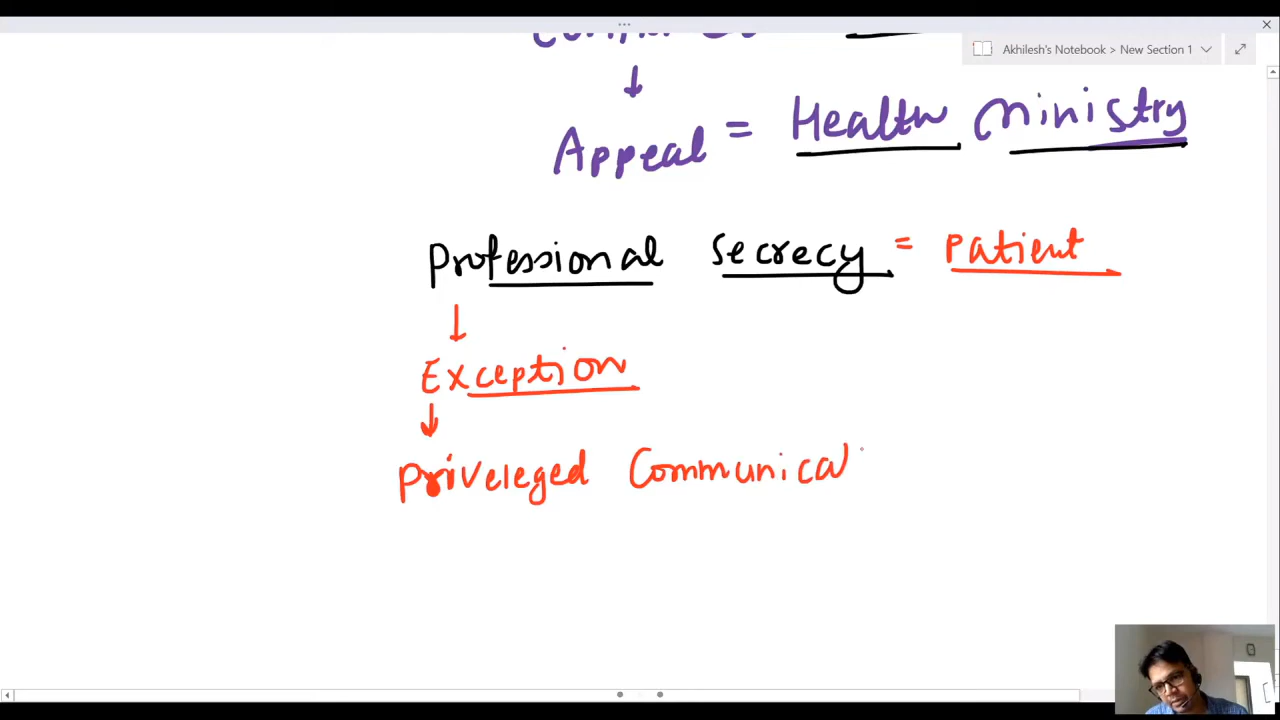 Akhilesh's Notebook > New Section 1
Appeal = Health Ministry
Professional Secrecy = Patient
Exception
Priveleged Communica